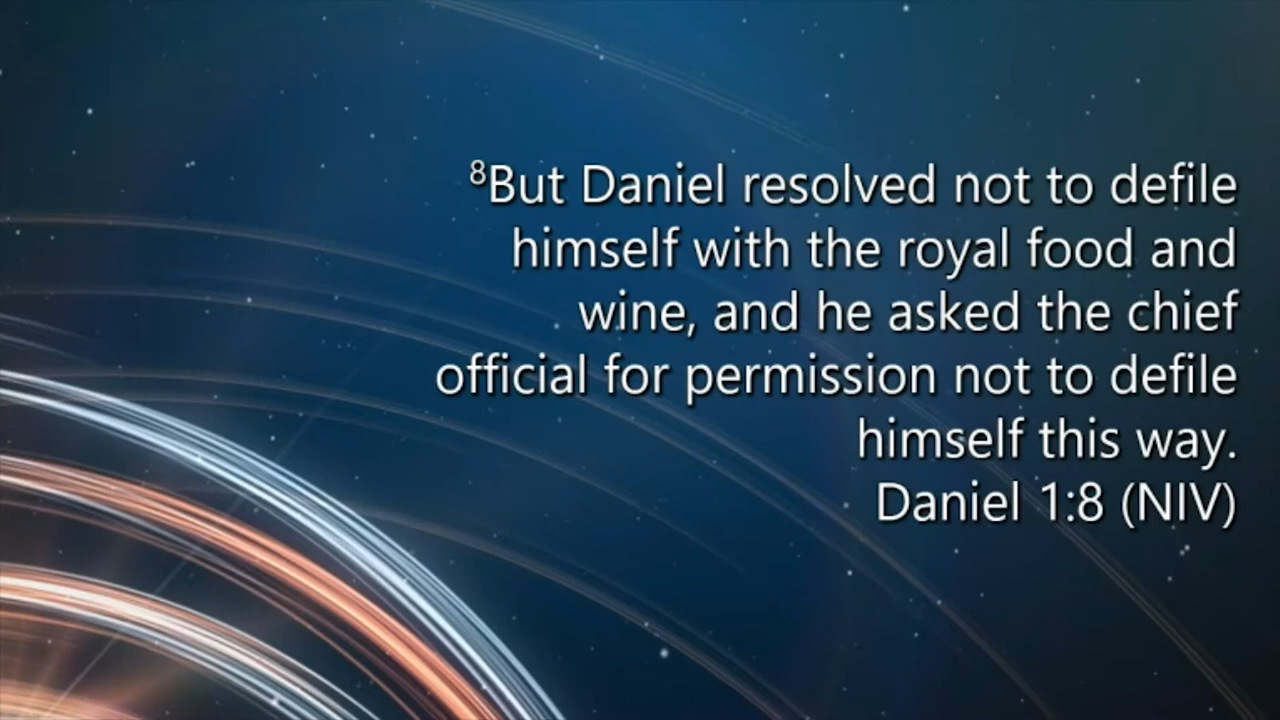 ⁸But Daniel resolved not to defile
himself with the royal food and
wine, and he asked the chief
official for permission not to defile
himself this way.
Daniel 1:8 (NIV)